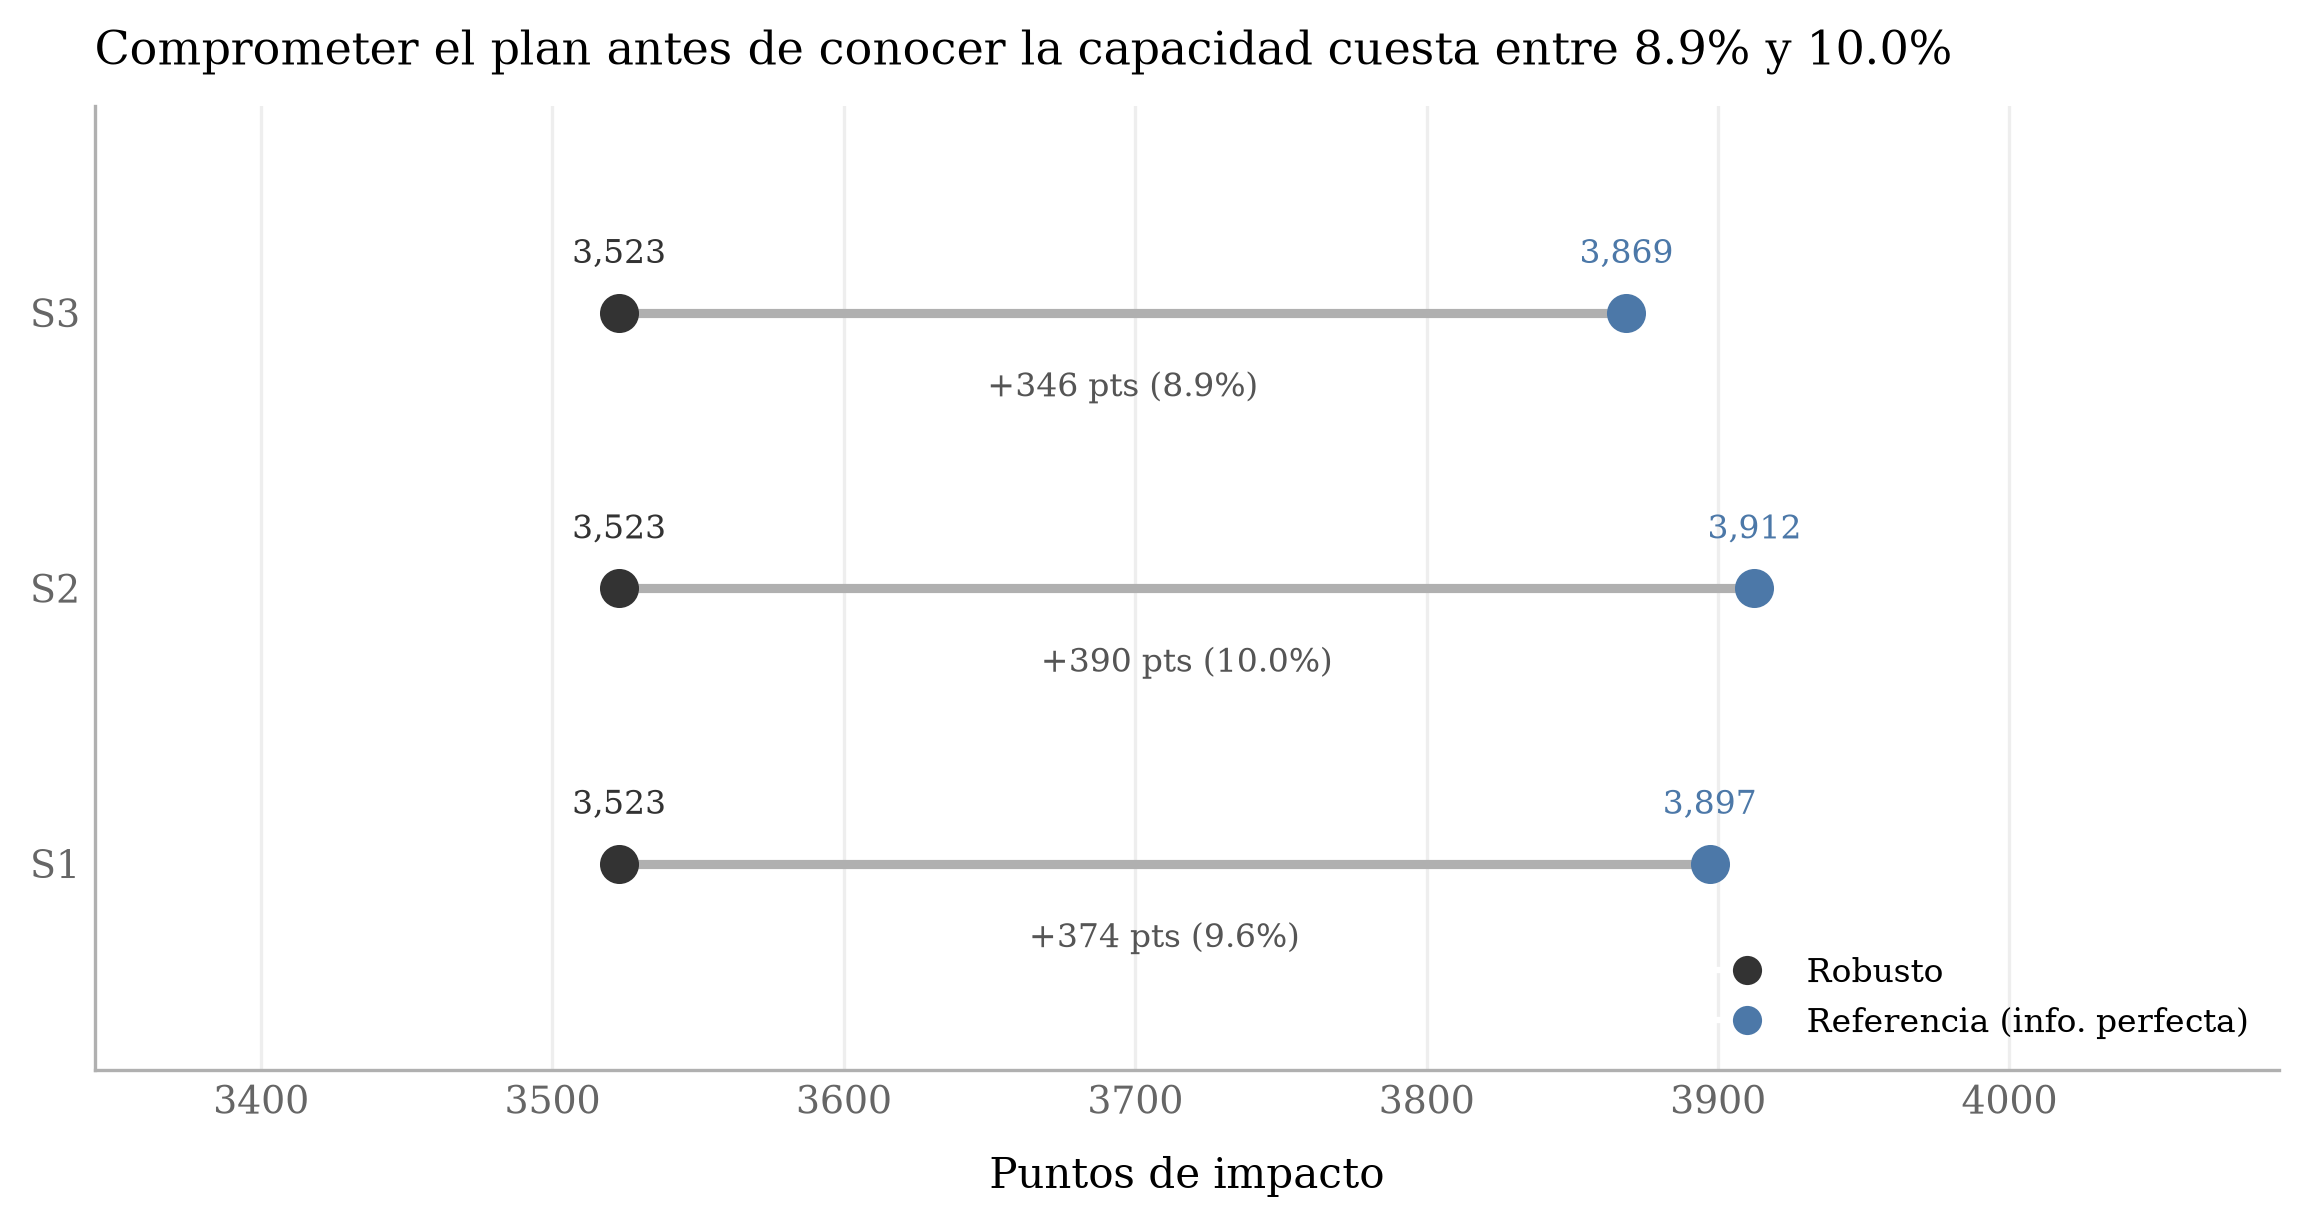 Comprometer el plan antes de conocer la capacidad cuesta entre 8.9% y 10.0%
3,523
3,869
S3
+346 pts (8.9%)
3,523
3,912
S2
+390 pts (10.0%)
3,523
3,897
S1
+374 pts (9.6%)
Robusto
Referencia (info. perfecta)
3400 3500 3600 3700 3800 3900 4000
Puntos de impacto